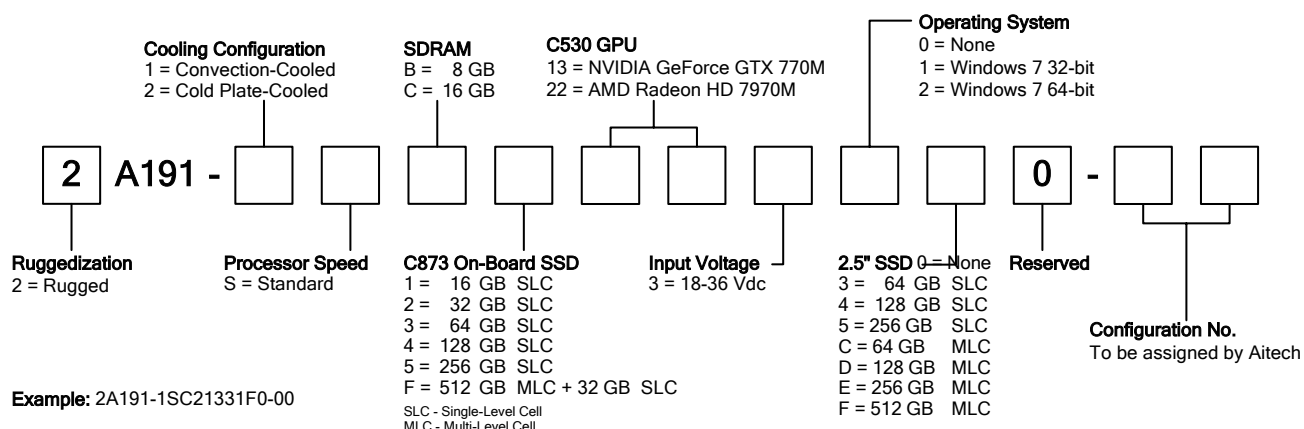 Operating System
0 = None
1 = Windows 7 32-bit
2 = Windows 7 64-bit
Cooling Configuration
1 = Convection-Cooled
2 = Cold Plate-Cooled
SDRAM
B = 8 GB
C = 16 GB
C530 GPU
13 = NVIDIA GeForce GTX 770M
22 = AMD Radeon HD 7970M
2 A191 - 0 -
Ruggedization
2 = Rugged
Processor Speed
S = Standard
C873 On-Board SSD
1 = 16 GB SLC
2 = 32 GB SLC
3 = 64 GB SLC
4 = 128 GB SLC
5 = 256 GB SLC
F = 512 GB MLC + 32 GB SLC
SLC - Single-Level Cell
MLC - Multi-Level Cell
Input Voltage
3 = 18-36 Vdc
2.5" SSD 0 = None
3 = 64 GB SLC
4 = 128 GB SLC
5 = 256 GB SLC
C = 64 GB MLC
D = 128 GB MLC
E = 256 GB MLC
F = 512 GB MLC
Reserved
Configuration No.
To be assigned by Aitech
Example: 2A191-1SC21331F0-00